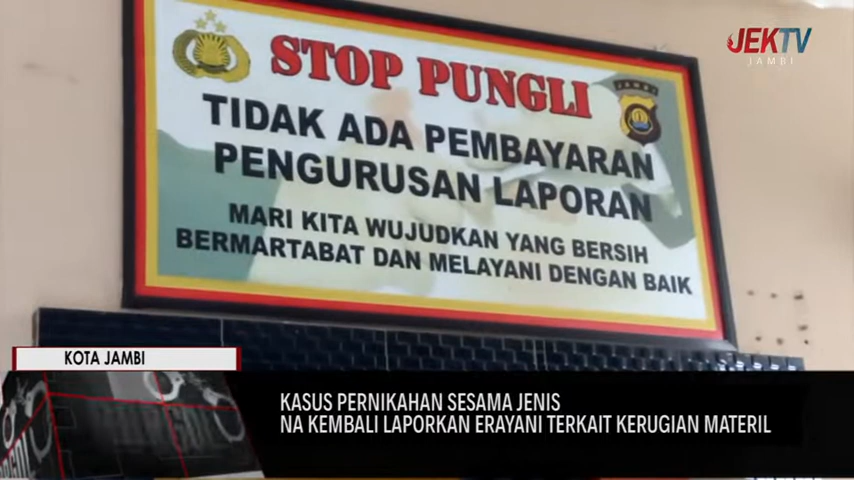 JEKTV
JAMBI
STOP PUNGLI
JAMBI
TIDAK ADA PEMBAYARAN
PENGURUSAN LAPORAN
MARI KITA WUJUDKAN YANG BERSIH
BERMARTABAT DAN MELAYANI DENGAN BAIK
KOTA JAMBI
KASUS PERNIKAHAN SESAMA JENIS
NA KEMBALI LAPORKAN ERAYANI TERKAIT KERUGIAN MATERIL